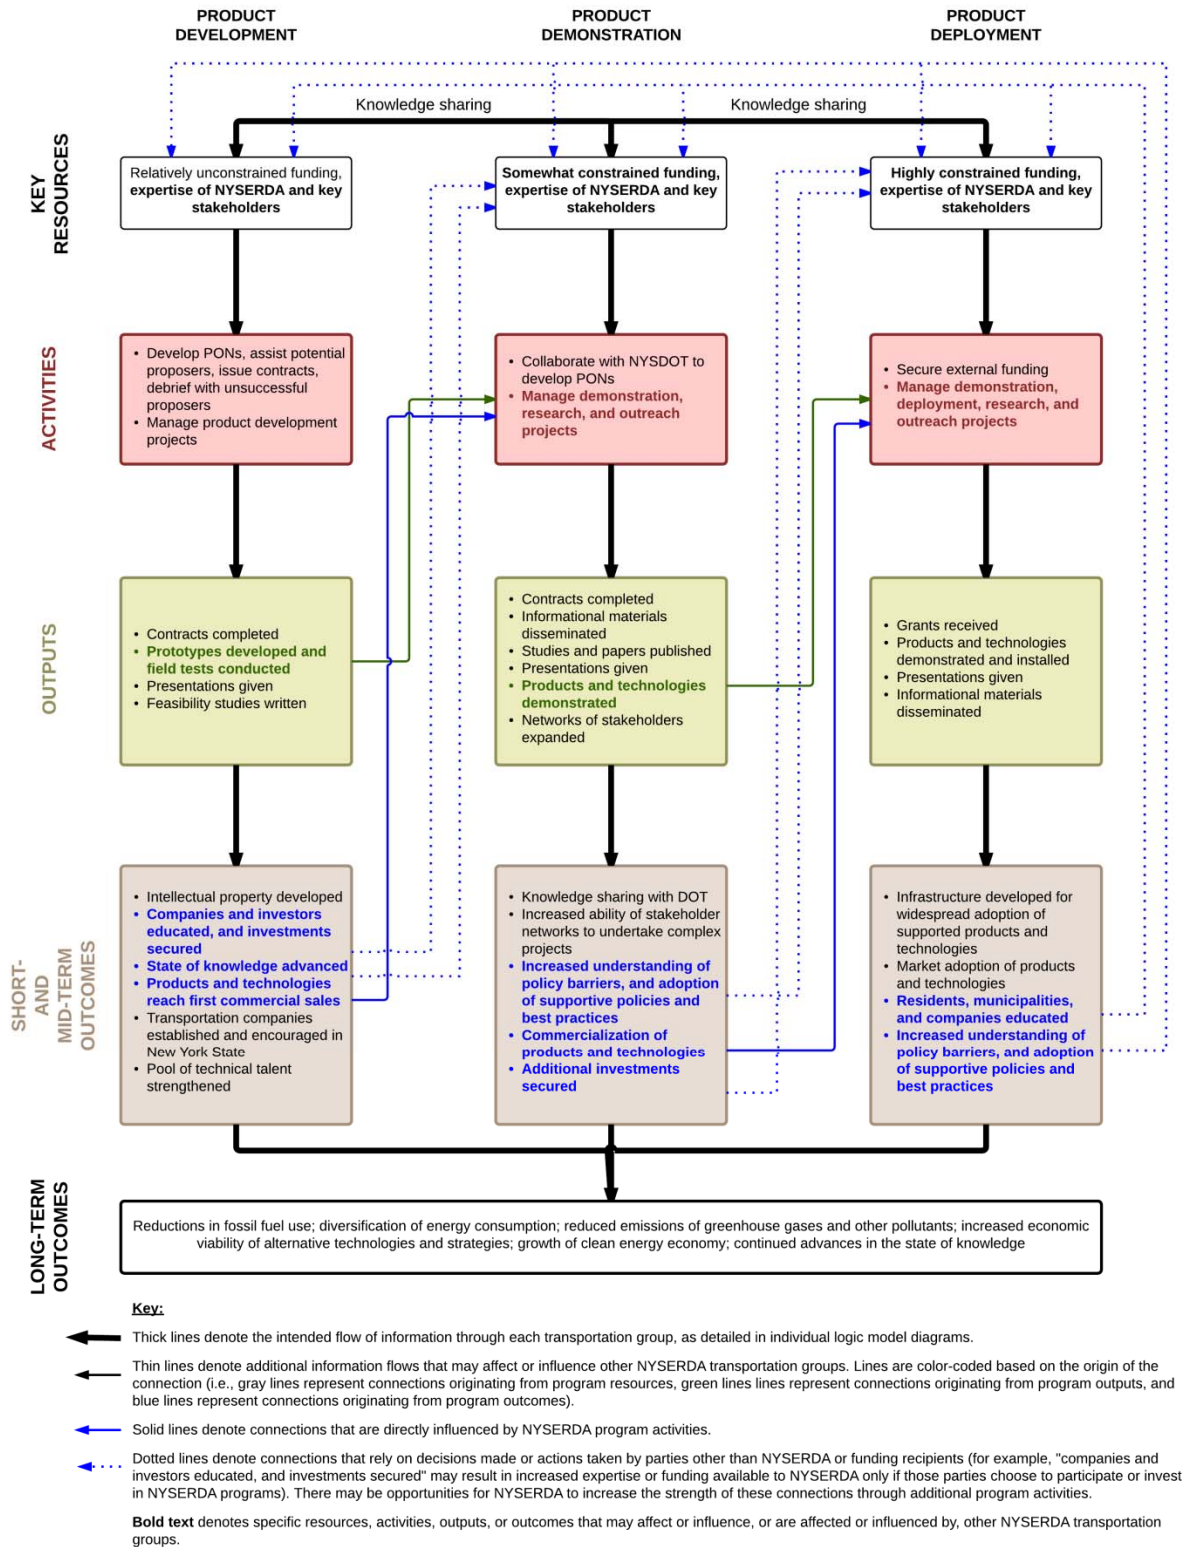 PRODUCT
DEVELOPMENT
PRODUCT
DEMONSTRATION
PRODUCT
DEPLOYMENT
Knowledge sharing
Knowledge sharing
KEY
RESOURCES
Relatively unconstrained funding,
expertise of NYSERDA and key
stakeholders
Somewhat constrained funding,
expertise of NYSERDA and key
stakeholders
Highly constrained funding,
expertise of NYSERDA and key
stakeholders
ACTIVITIES
• Develop PONs, assist potential
proposers, issue contracts,
debrief with unsuccessful
proposers
• Manage product development
projects
• Collaborate with NYSDOT to
develop PONs
• Manage demonstration,
research, and outreach
projects
• Secure external funding
• Manage demonstration,
deployment, research, and
outreach projects
OUTPUTS
• Contracts completed
• Prototypes developed and
field tests conducted
• Presentations given
• Feasibility studies written
• Contracts completed
• Informational materials
disseminated
• Studies and papers published
• Presentations given
• Products and technologies
demonstrated
• Networks of stakeholders
expanded
• Grants received
• Products and technologies
demonstrated and installed
• Presentations given
• Informational materials
disseminated
SHORT-
AND
MID-TERM
OUTCOMES
• Intellectual property developed
• Companies and investors
educated, and investments
secured
• State of knowledge advanced
• Products and technologies
reach first commercial sales
• Transportation companies
established and encouraged in
New York State
• Pool of technical talent
strengthened
• Knowledge sharing with DOT
• Increased ability of stakeholder
networks to undertake complex
projects
• Increased understanding of
policy barriers, and adoption
of supportive policies and
best practices
• Commercialization of
products and technologies
• Additional investments
secured
• Infrastructure developed for
widespread adoption of
supported products and
technologies
• Market adoption of products
and technologies
• Residents, municipalities,
and companies educated
• Increased understanding of
policy barriers, and adoption
of supportive policies and
best practices
LONG-TERM
OUTCOMES
Reductions in fossil fuel use; diversification of energy consumption; reduced emissions of greenhouse gases and other pollutants; increased economic
viability of alternative technologies and strategies; growth of clean energy economy; continued advances in the state of knowledge
Key:
Thick lines denote the intended flow of information through each transportation group, as detailed in individual logic model diagrams.
Thin lines denote additional information flows that may affect or influence other NYSERDA transportation groups. Lines are color-coded based on the origin of the
connection (i.e., gray lines represent connections originating from program resources, green lines lines represent connections originating from program outputs, and
blue lines represent connections originating from program outcomes).
Solid lines denote connections that are directly influenced by NYSERDA program activities.
Dotted lines denote connections that rely on decisions made or actions taken by parties other than NYSERDA or funding recipients (for example, "companies and
investors educated, and investments secured" may result in increased expertise or funding available to NYSERDA only if those parties choose to participate or invest
in NYSERDA programs). There may be opportunities for NYSERDA to increase the strength of these connections through additional program activities.
Bold text denotes specific resources, activities, outputs, or outcomes that may affect or influence, or are affected or influenced by, other NYSERDA transportation
groups.